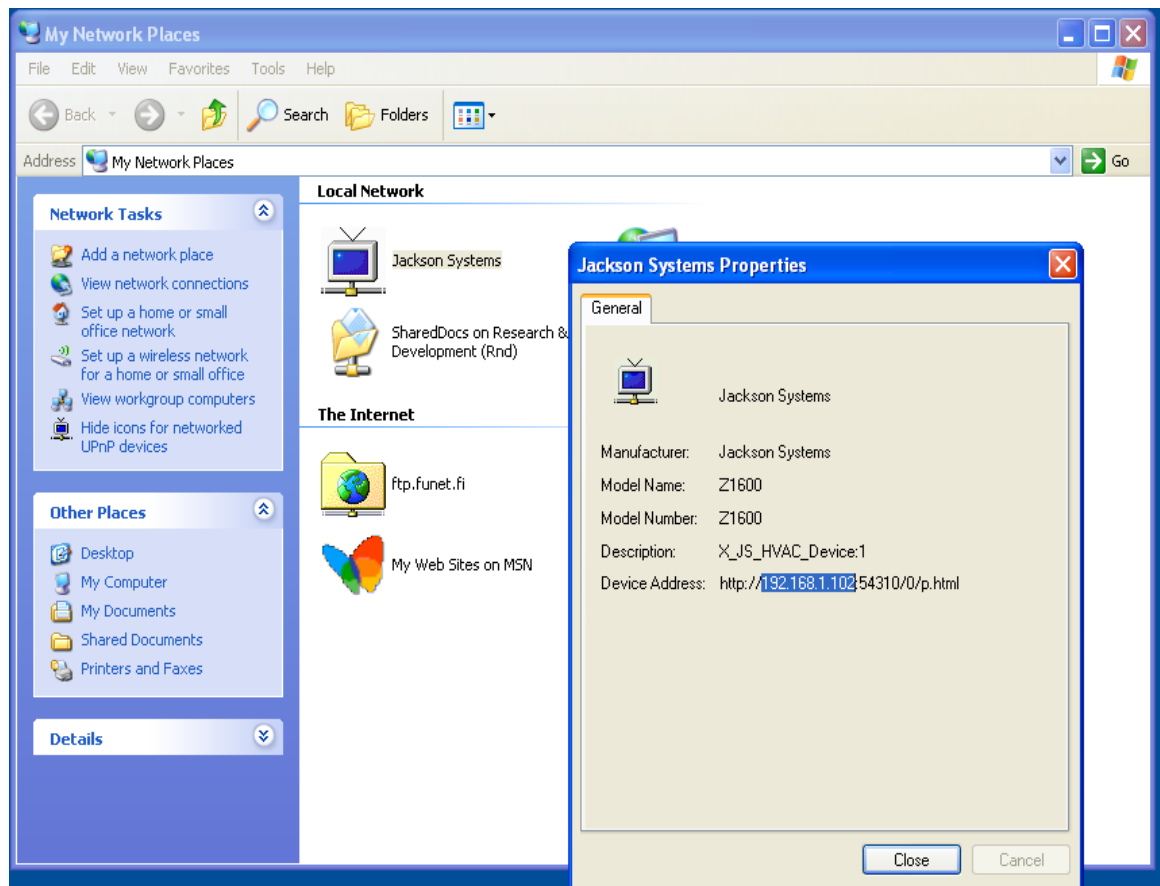 My Network Places
File Edit View Favorites Tools Help
Back Search Folders
Address My Network Places Go
Network Tasks
Add a network place
View network connections
Set up a home or small
office network
Set up a wireless network
for a home or small office
View workgroup computers
Hide icons for networked
UPnP devices
Other Places
Desktop
My Computer
My Documents
Shared Documents
Printers and Faxes
Details
Local Network
Jackson Systems
SharedDocs on Research &
Development (Rnd)
The Internet
ftp.funet.fi
My Web Sites on MSN
Jackson Systems Properties
General
Jackson Systems
Manufacturer: Jackson Systems
Model Name: Z1600
Model Number: Z1600
Description: X_JS_HVAC_Device:1
Device Address: http://192.168.1.102:54310/0/p.html
Close Cancel